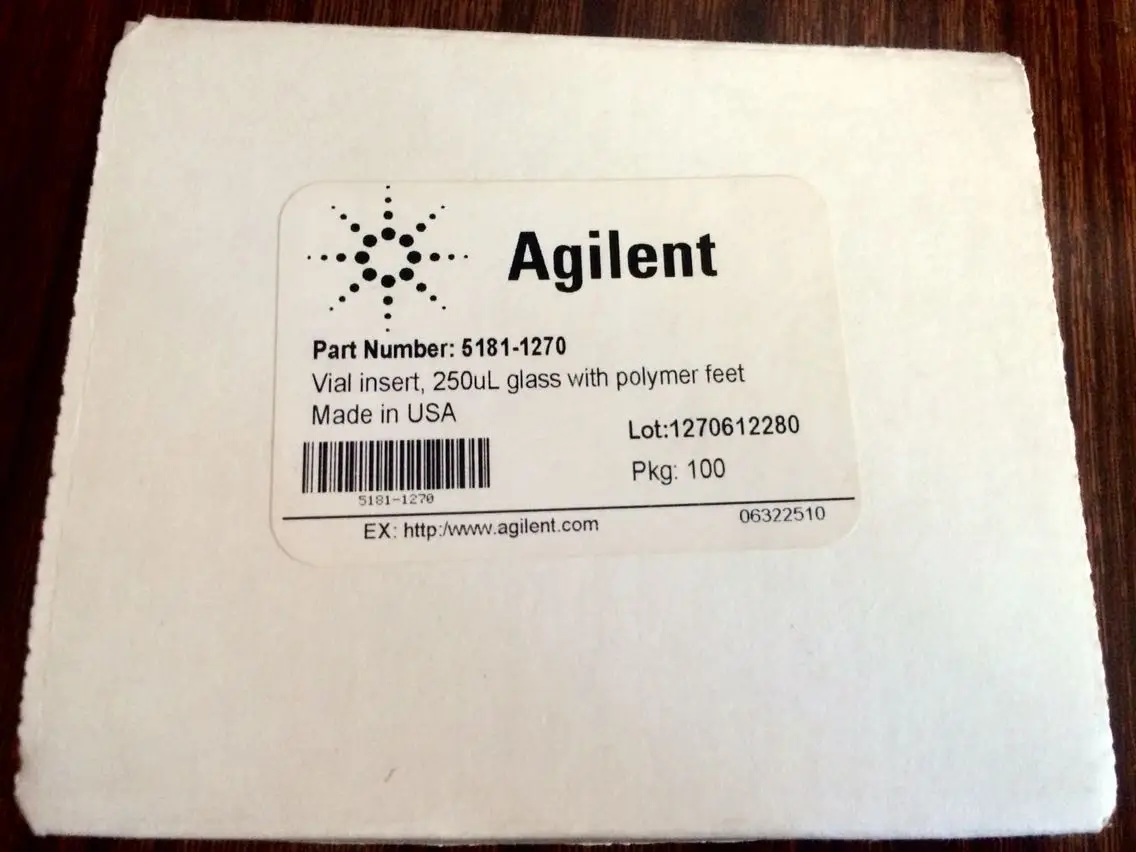 Agilent
Part Number: 5181-1270
Vial insert, 250uL glass with polymer feet
Made in USA
Lot:1270612280
Pkg: 100
5181-1270
EX: http:/www.agilent.com
06322510